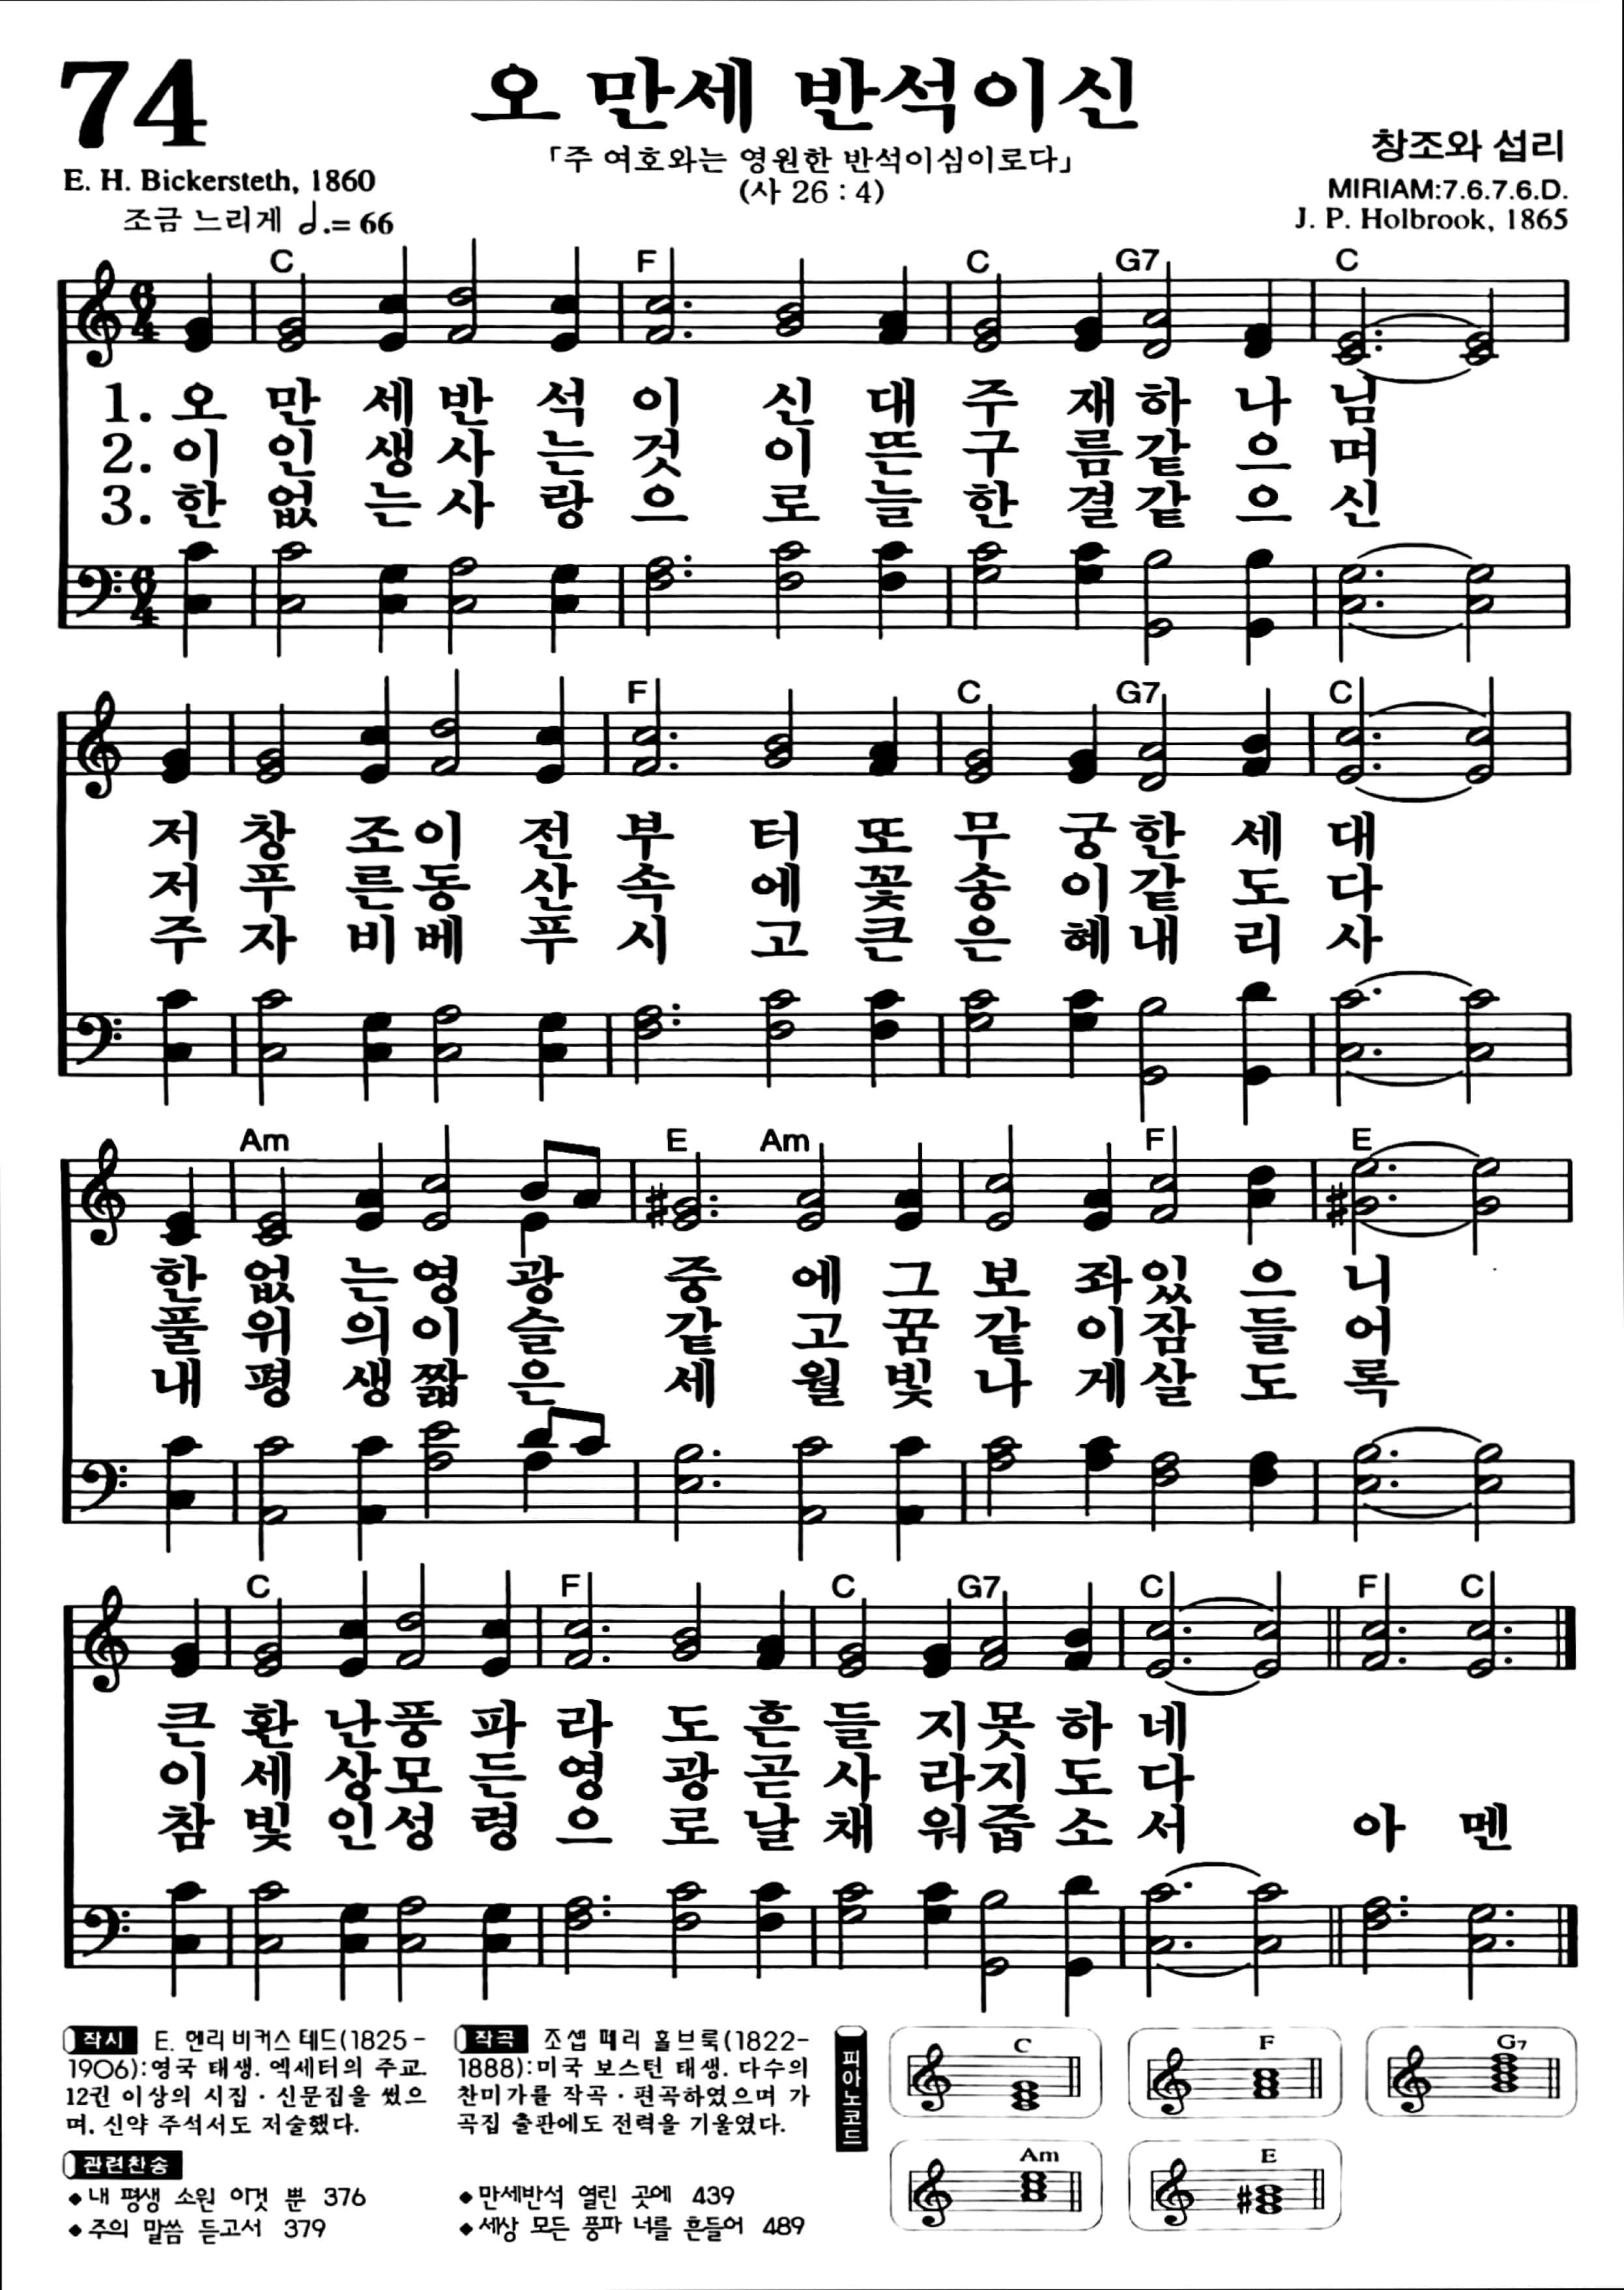 74
오 만세 반석이신
「주 여호와는 영원한 반석이심이로다」
(사 26 : 4)
창조와 섭리
E. H. Bickersteth, 1860
MIRIAM:7.6.7.6.D.
조금 느리게 𝅗𝅥.= 66
J. P. Holbrook, 1865
C F C G7 C
6 4
1. 오 만 세 반 석 이 신 대 주 재 하 나 님
2. 이 인 생 사 는 것 이 뜬 구 름 같 으 며
3. 한 없 는 사 랑 으 로 늘 한 결 같 으 신
6 4
F C G7 C
저 창 조 이 전 부 터 또 무 궁 한 세 대
저 푸 른 동 산 속 에 꽃 송 이 같 도 다
주 자 비 베 푸 시 고 큰 은 혜 내 리 사
Am E Am F E
한 없 는 영 광 중 에 그 보 좌 있 으 니
풀 위 의 이 슬 같 고 꿈 같 이 잠 들 어
내 평 생 짧 은 세 월 빛 나 게 살 도 록
C F C G7 C F C
큰 환 난 풍 파 라 도 흔 들 지 못 하 네
이 세 상 모 든 영 광 곧 사 라 지 도 다
참 빛 인 성 령 으 로 날 채 워 줍 소 서 아 멘
작시 E. 헨리 비커스테드(1825-
1906):영국 태생. 엑세터의 주교.
12권 이상의 시집·신문집을 썼으
며, 신약 주석서도 저술했다.
작곡 조셉 페리 홀브룩(1822-
1888):미국 보스턴 태생. 다수의
찬미가를 작곡·편곡하였으며 가
곡집 출판에도 전력을 기울였다.
관련찬송
◆내 평생 소원 이것 뿐 376
◆주의 말씀 듣고서 379
◆만세반석 열린 곳에 439
◆세상 모든 풍파 너를 흔들어 489
피아노코드
C F G7
Am E